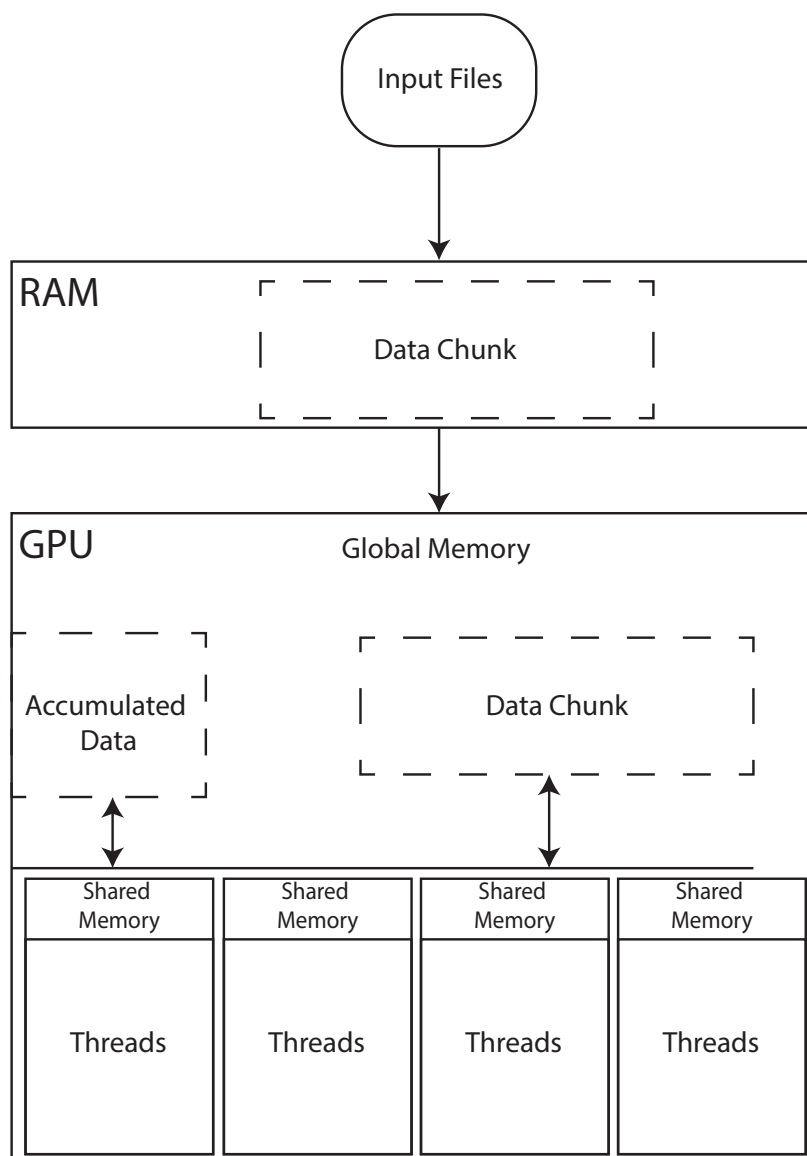 Input Files
RAM
Data Chunk
GPU
Global Memory
Accumulated
Data
Data Chunk
Shared
Memory
Shared
Memory
Shared
Memory
Shared
Memory
Threads
Threads
Threads
Threads